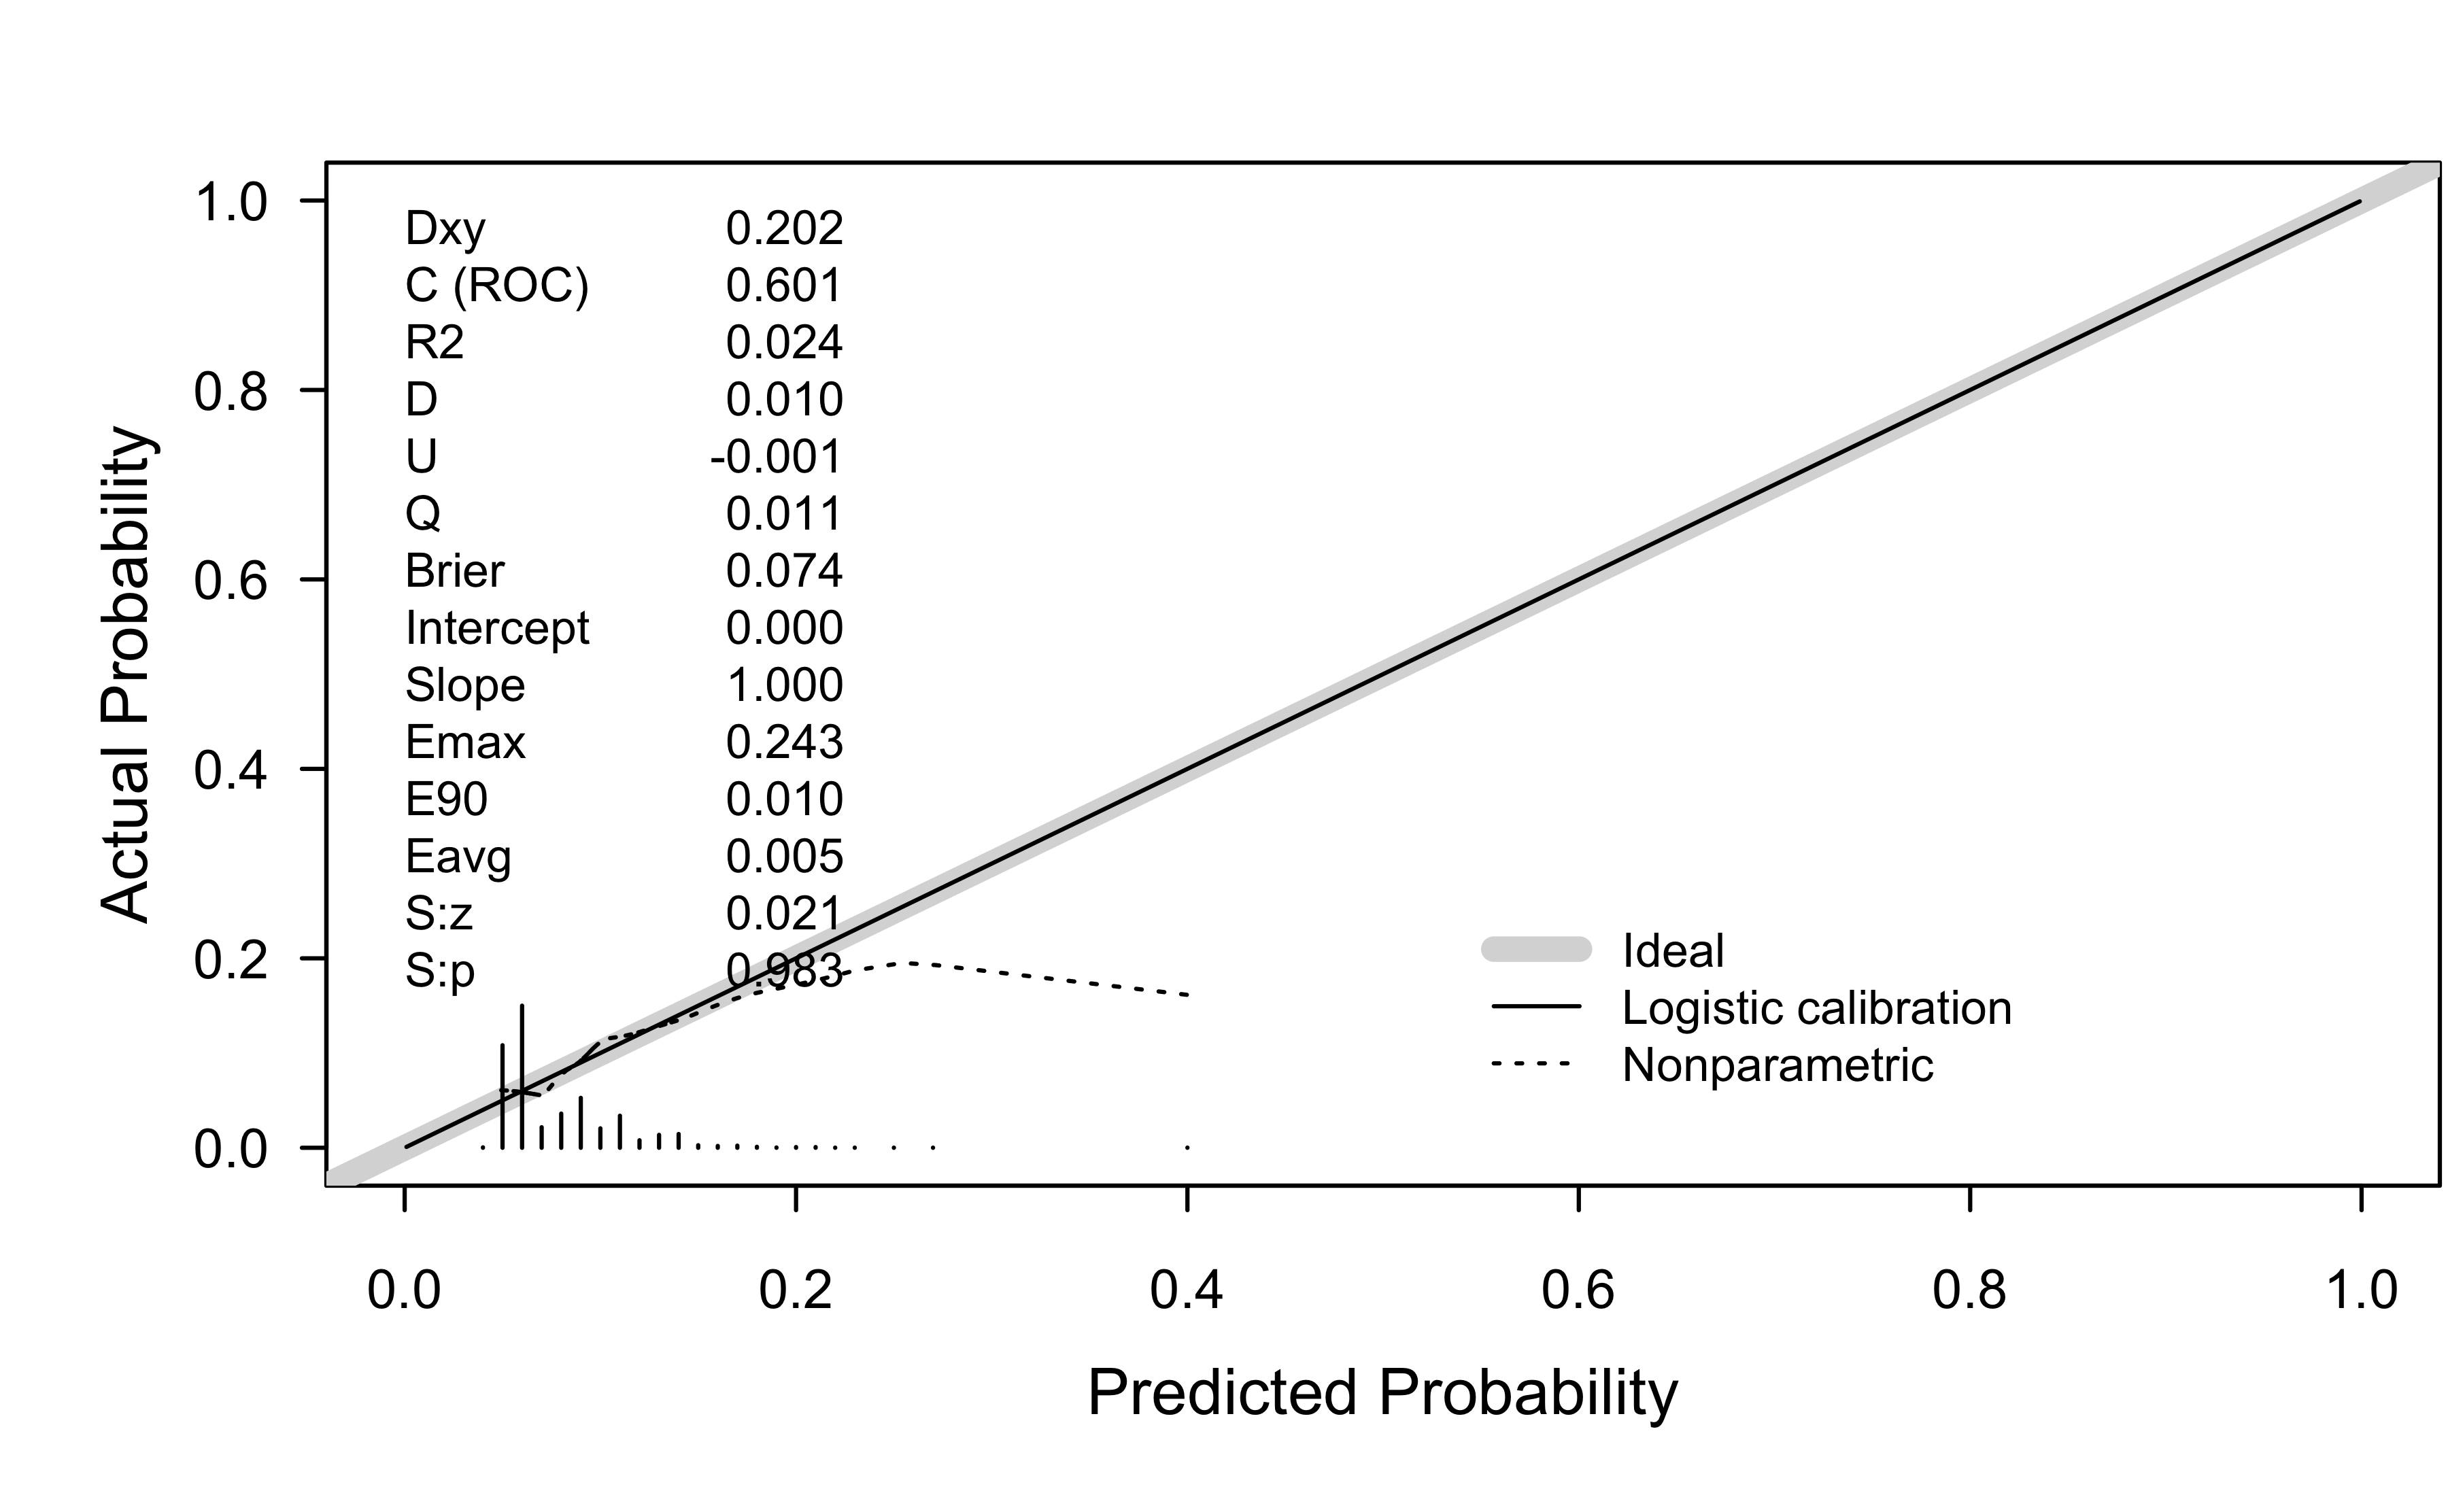 Dxy 0.202
C (ROC) 0.601
R2 0.024
D 0.010
U -0.001
Q 0.011
Brier 0.074
Intercept 0.000
Slope 1.000
Emax 0.243
E90 0.010
Eavg 0.005
S:z 0.021
S:p 0.983
Ideal
Logistic calibration
Nonparametric
1.0
0.8
0.6
0.4
0.2
0.0
Actual Probability
0.0 0.2 0.4 0.6 0.8 1.0
Predicted Probability